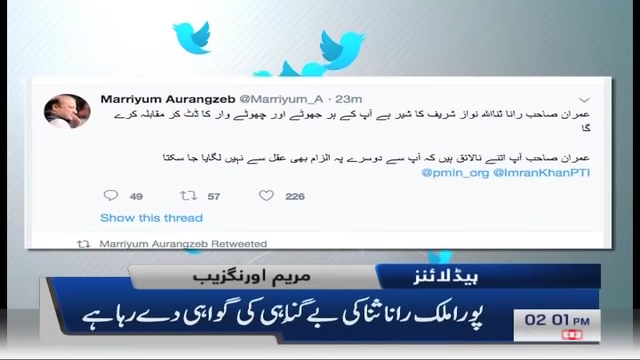 Marriyum Aurangzeb @Marriyum_A · 23m
عمران صاحب رانا ثناللہ نواز شریف کا شیر ہے آپ کے ہر جھوٹے اور چھوٹے وار کا ڈٹ کر مقابلہ کرے
گا
عمران صاحب آپ اتنے نالائق ہیں کہ آپ سے دوسرے پہ الزام بھی عقل سے نہیں لگایا جا سکتا
@pmln_org @ImranKhanPTI
49 57 226
Show this thread
Marriyum Aurangzeb Retweeted
ہیڈلائنز
مریم اورنگزیب
پورا ملک رانا ثنا کی بے گناہی کی گواہی دے رہا ہے
02 01 PM